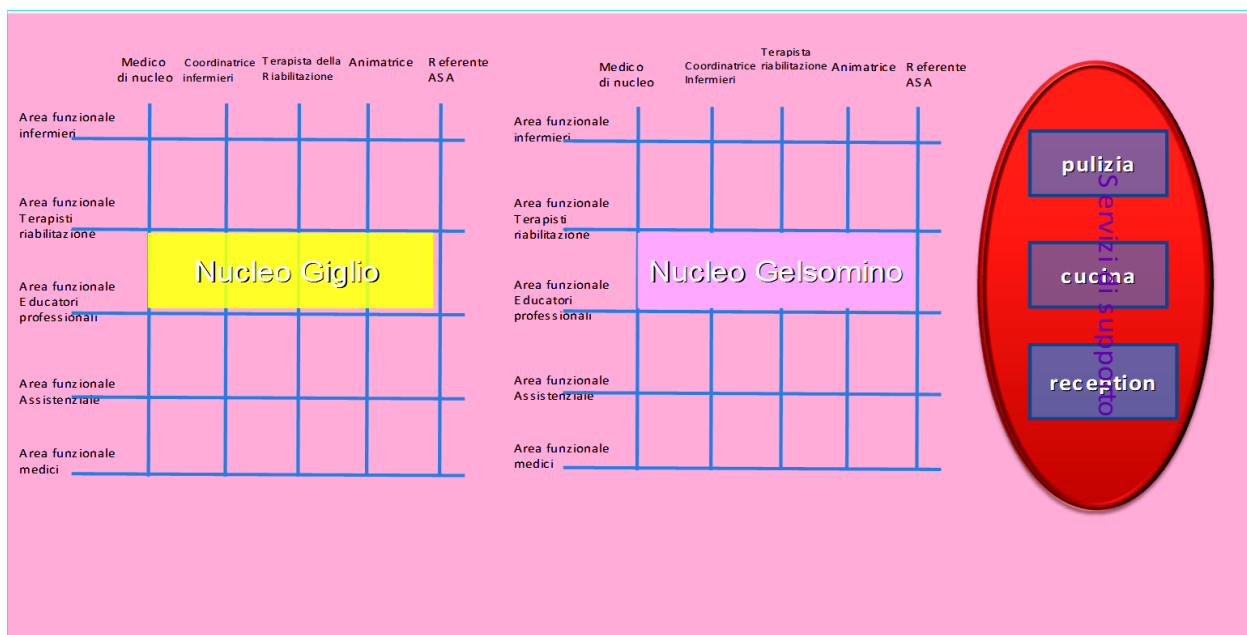 Medico
di nucleo
Coordinatrice
infermieri
Terapista della
Riabilitazione
Animatrice
Referente
ASA
Area funzionale
infermieri
Area funzionale
Terapisti
riabilitazione
Nucleo Giglio
Area funzionale
Educatori
professionali
Area funzionale
Assistenziale
Area funzionale
medici
Medico
di nucleo
Coordinatrice
Infermieri
Terapista
riabilitazione
Animatrice
Referente
ASA
Area funzionale
infermieri
Area funzionale
Terapisti
riabilitazione
Nucleo Gelsomino
Area funzionale
Educatori
professionali
Area funzionale
Assistenziale
Area funzionale
medici
Servizi di supporto
pulizia
cucina
reception